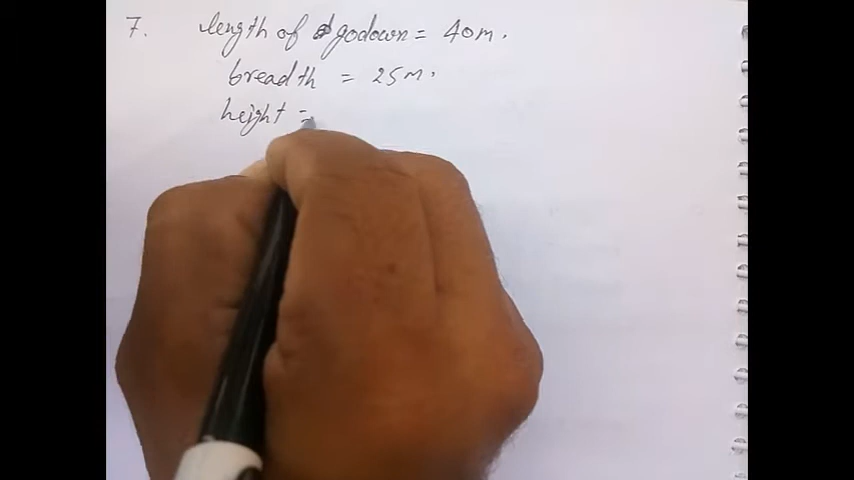 7. length of godown = 40m.
breadth = 25m.
height =